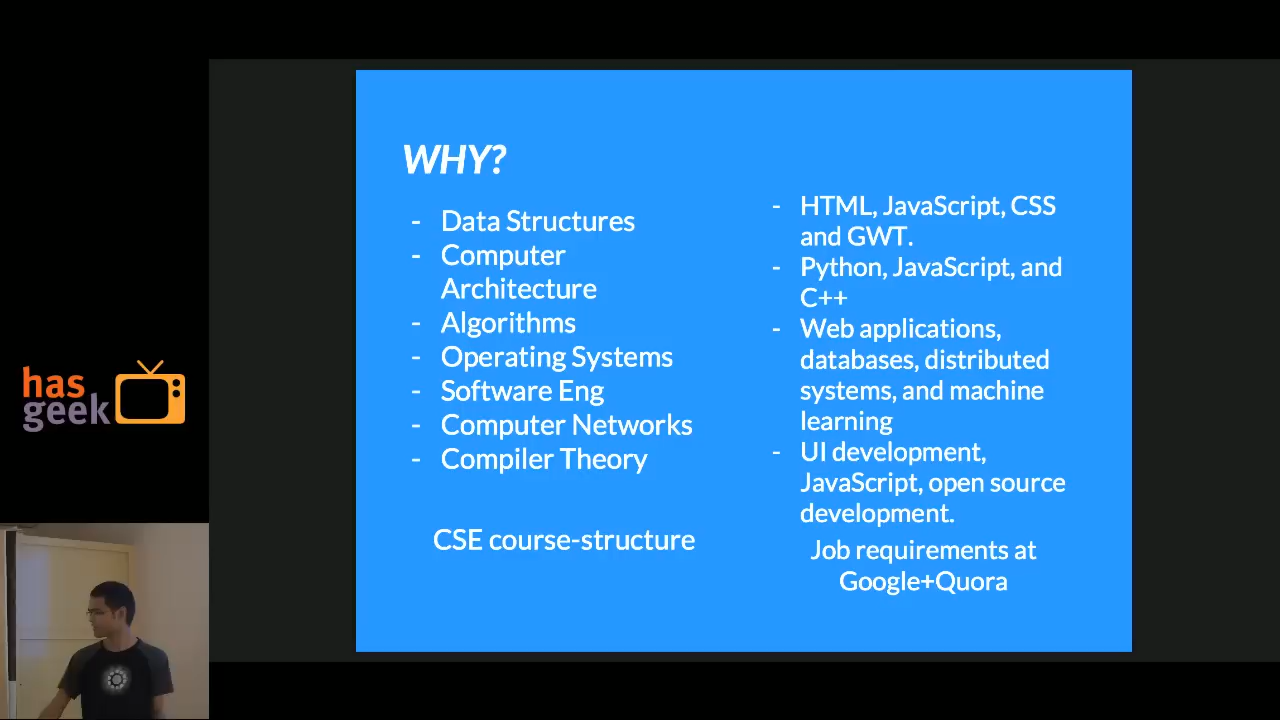 WHY?
- Data Structures
- Computer
Architecture
- Algorithms
- Operating Systems
- Software Eng
- Computer Networks
- Compiler Theory
CSE course-structure
- HTML, JavaScript, CSS
and GWT.
- Python, JavaScript, and
C++
- Web applications,
databases, distributed
systems, and machine
learning
- UI development,
JavaScript, open source
development.
Job requirements at
Google+Quora
has
geek